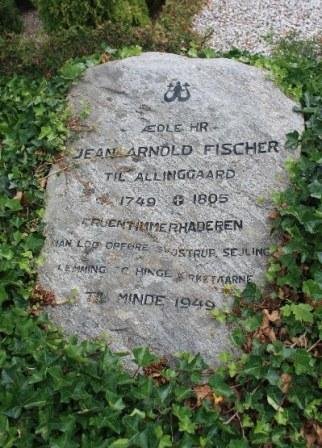 ÆDLE HR
JEAN ARNOLD FISCHER
TIL ALLINGGAARD
* 1749 ✝ 1805
FRUENTIMMERHADEREN
HAN LOD OPFØRE SVOSTRUP, SEJLING
LEMMING OG HINGE KIRKETAARNE
TIL MINDE 1949